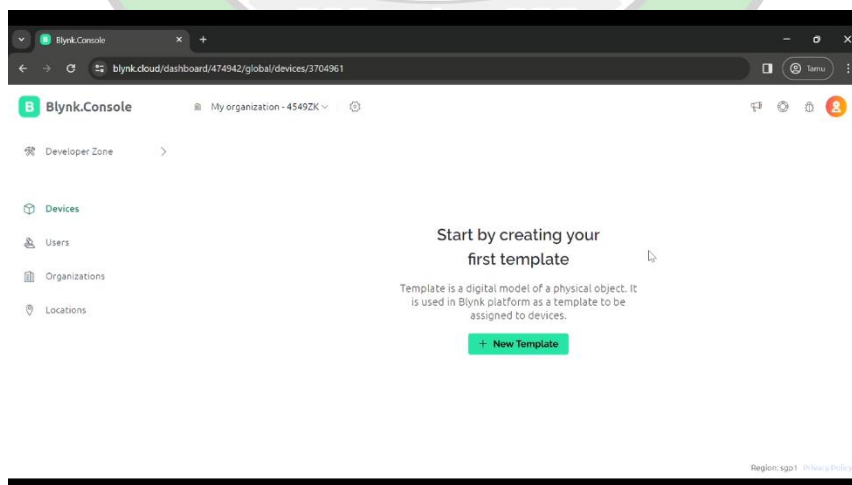 Blynk.Console
blynk.cloud/dashboard/474942/global/devices/3704961
Tamu
B Blynk.Console
My organization - 4549ZK
Developer Zone
Devices
Users
Organizations
Locations
Start by creating your
first template
Template is a digital model of a physical object. It
is used in Blynk platform as a template to be
assigned to devices.
+ New Template
Region: sgp1 Privacy Policy